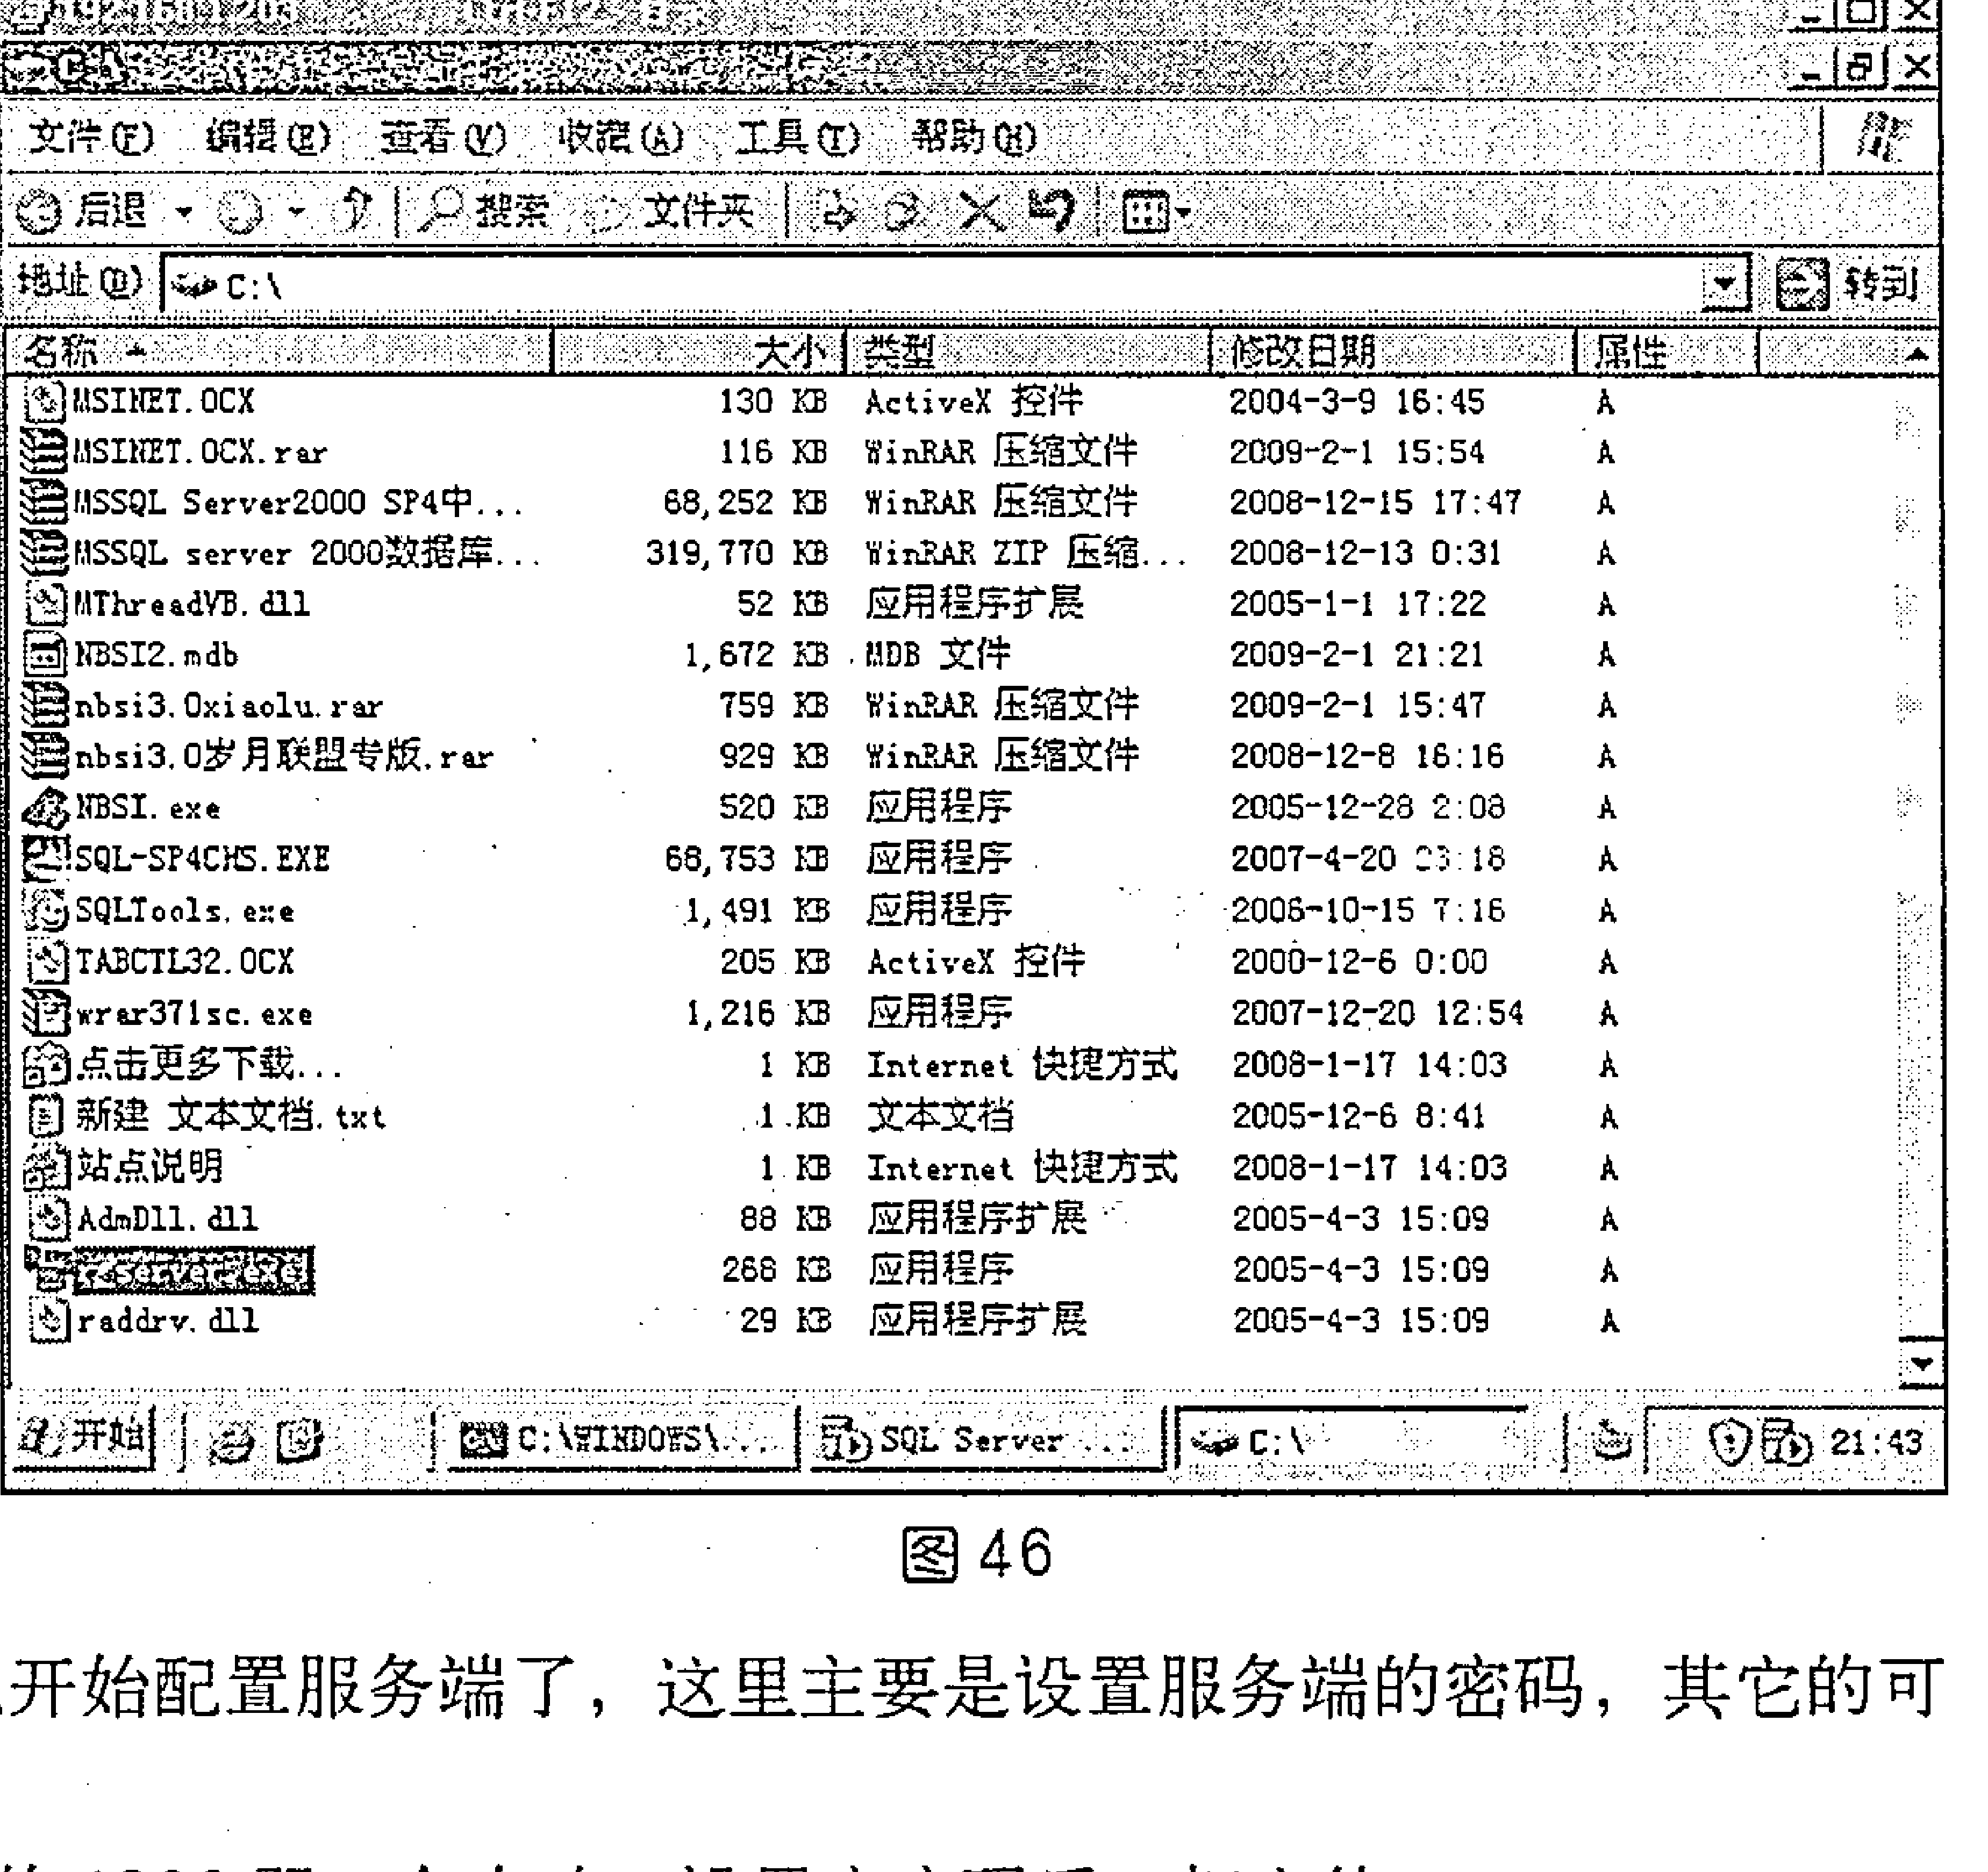 192.168.1.203
C:\
文件(F) 编辑(E) 查看(V) 收藏(A) 工具(T) 帮助(H)
后退 搜索 文件夹
地址(D) C:\ 转到
名称 大小 类型 修改日期 属性
MSINET.OCX 130 KB ActiveX 控件 2004-3-9 16:45 A
MSINET.OCX.rar 116 KB WinRAR 压缩文件 2009-2-1 15:54 A
MSSQL Server2000 SP4中... 68,252 KB WinRAR 压缩文件 2008-12-15 17:47 A
MSSQL server 2000数据库... 319,770 KB WinRAR ZIP 压缩... 2008-12-13 0:31 A
MThreadVB.dll 52 KB 应用程序扩展 2005-1-1 17:22 A
NBSI2.mdb 1,672 KB MDB 文件 2009-2-1 21:21 A
nbsi3.0xiaolu.rar 759 KB WinRAR 压缩文件 2009-2-1 15:47 A
nbsi3.0岁月联盟专版.rar 929 KB WinRAR 压缩文件 2008-12-8 16:16 A
NBSI.exe 520 KB 应用程序 2005-12-28 2:08 A
SQL-SP4CHS.EXE 68,753 KB 应用程序 2007-4-20 23:18 A
SQLTools.exe 1,491 KB 应用程序 2006-10-15 7:16 A
TABCTL32.OCX 205 KB ActiveX 控件 2000-12-6 0:00 A
wrar371sc.exe 1,216 KB 应用程序 2007-12-20 12:54 A
点击更多下载... 1 KB Internet 快捷方式 2008-1-17 14:03 A
新建 文本文档.txt 1 KB 文本文档 2005-12-6 8:41 A
站点说明 1 KB Internet 快捷方式 2008-1-17 14:03 A
AdmDll.dll 88 KB 应用程序扩展 2005-4-3 15:09 A
r_server.exe 268 KB 应用程序 2005-4-3 15:09 A
raddrv.dll 29 KB 应用程序扩展 2005-4-3 15:09 A
开始 C:\WINDOWS\... SQL Server ... C:\ 21:43
图 46
开始配置服务端了，这里主要是设置服务端的密码，其它的可